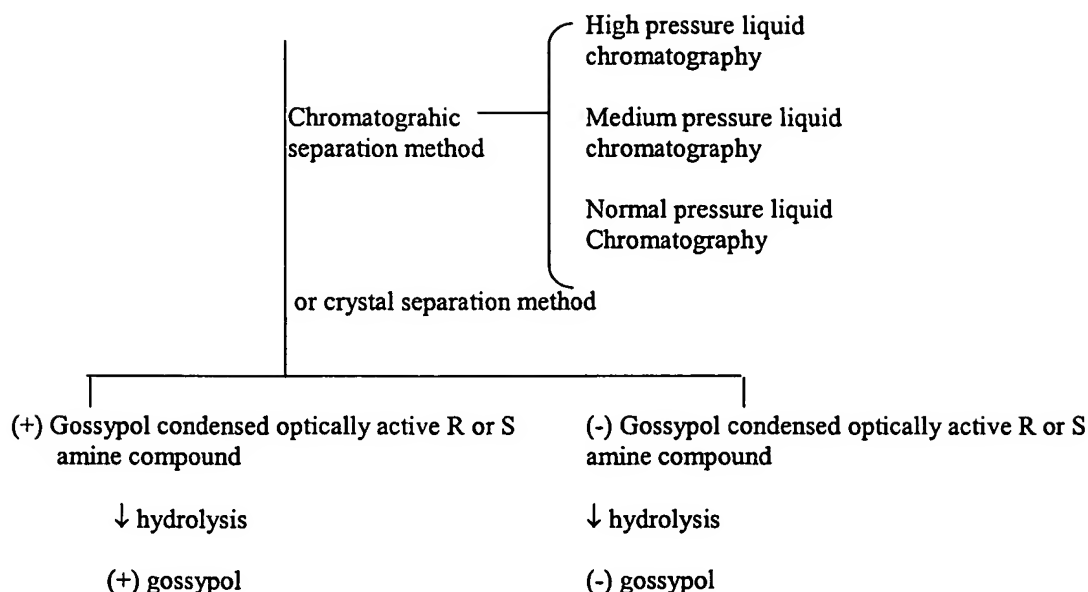 High pressure liquid
chromatography
Chromatograhic
separation method
Medium pressure liquid
chromatography
Normal pressure liquid
Chromatography
or crystal separation method
(+) Gossypol condensed optically active R or S
amine compound
(-) Gossypol condensed optically active R or S
amine compound
↓ hydrolysis
↓ hydrolysis
(+) gossypol
(-) gossypol